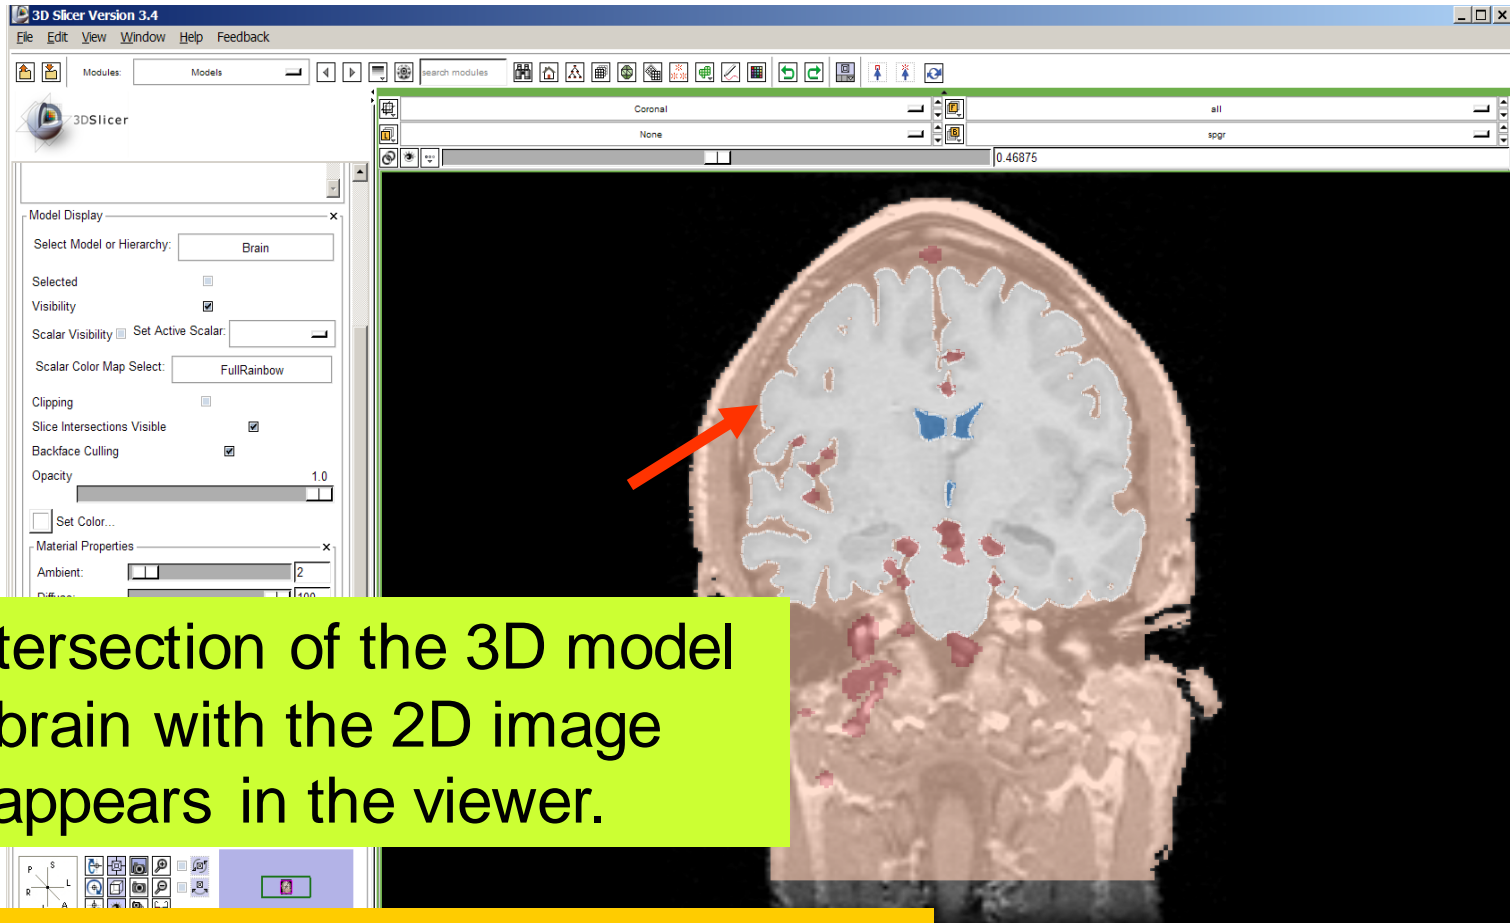 3D Slicer Version 3.4
File Edit View Window Help Feedback
Modules: Models search modules
3DSlicer
Coronal all
None spgr
0.46875
Model Display
Select Model or Hierarchy: Brain
Selected
Visibility
Scalar Visibility Set Active Scalar:
Scalar Color Map Select: FullRainbow
Clipping
Slice Intersections Visible
Backface Culling
Opacity 1.0
Set Color...
Material Properties
Ambient: 2
Diffuse: 100
tersection of the 3D model
brain with the 2D image
appears in the viewer.
P S
R L
A